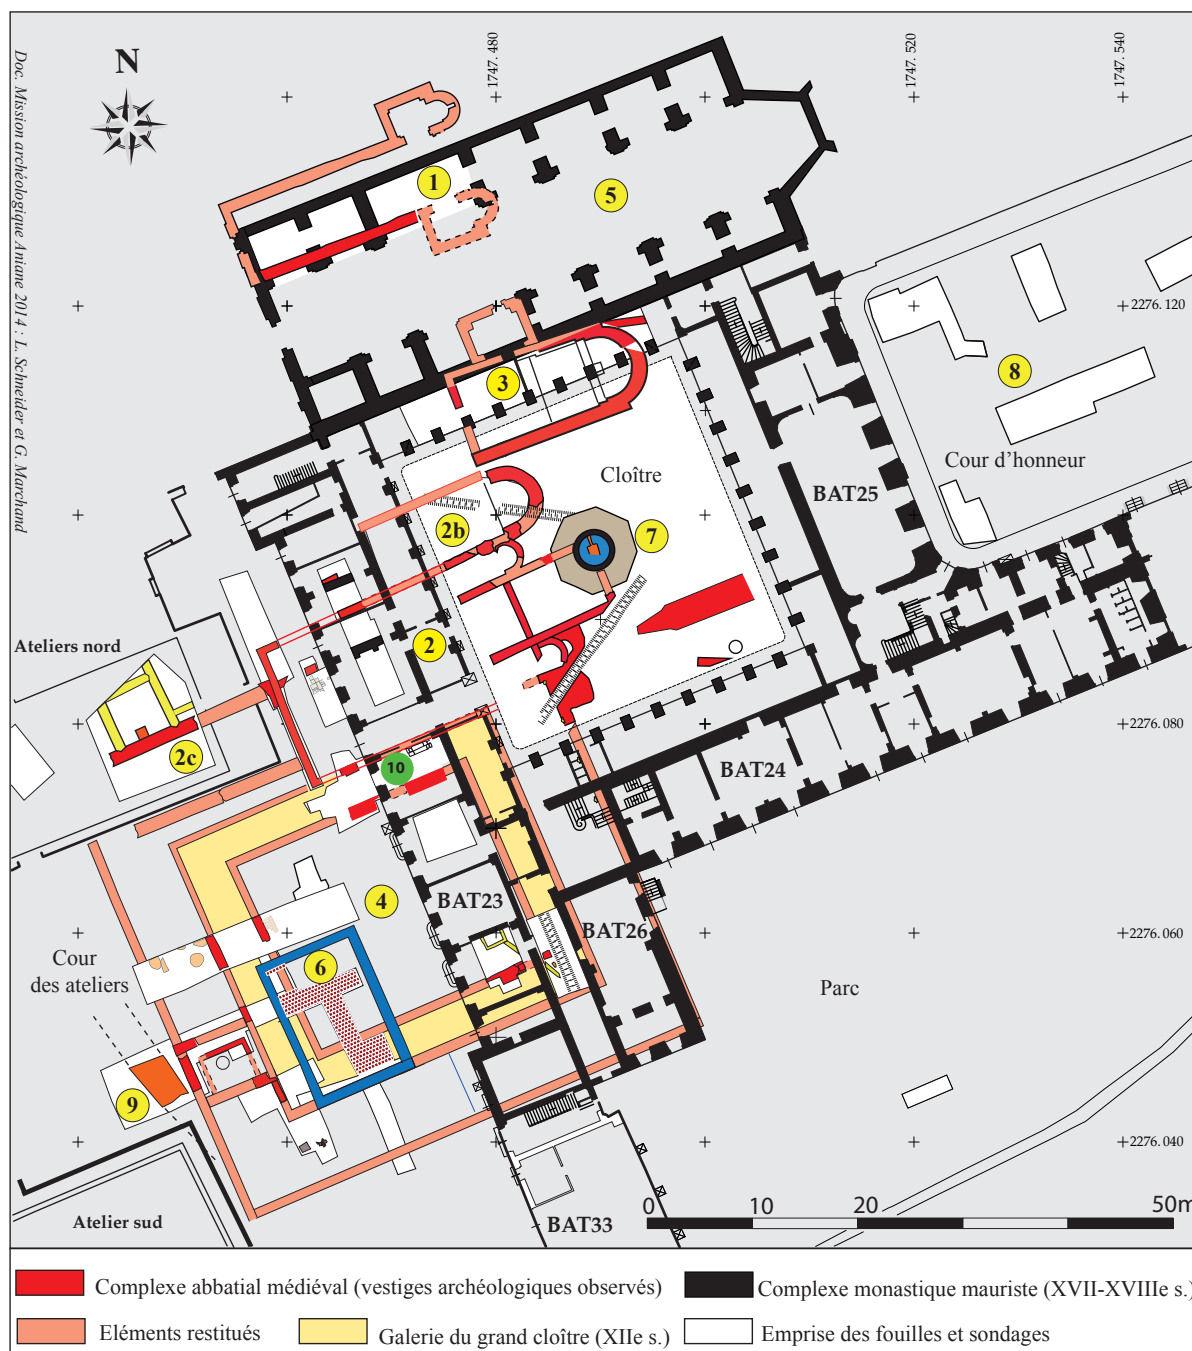 Doc. Mission archéologique Aniane 2014 : L. Schneider et G. Marchand
N
1747.480
1747.520
1747.540
1
5
2276.120
8
3
Cour d'honneur
Cloître
BAT25
2b
7
Ateliers nord
2
2c
2276.080
10
BAT24
4
BAT23
BAT26
2276.060
Cour
des ateliers
6
Parc
9
2276.040
Atelier sud
BAT33
0
10
20
50m
Complexe abbatial médiéval (vestiges archéologiques observés)
Complexe monastique mauriste (XVII-XVIIIe s.)
Eléments restitués
Galerie du grand cloître (XIIe s.)
Emprise des fouilles et sondages